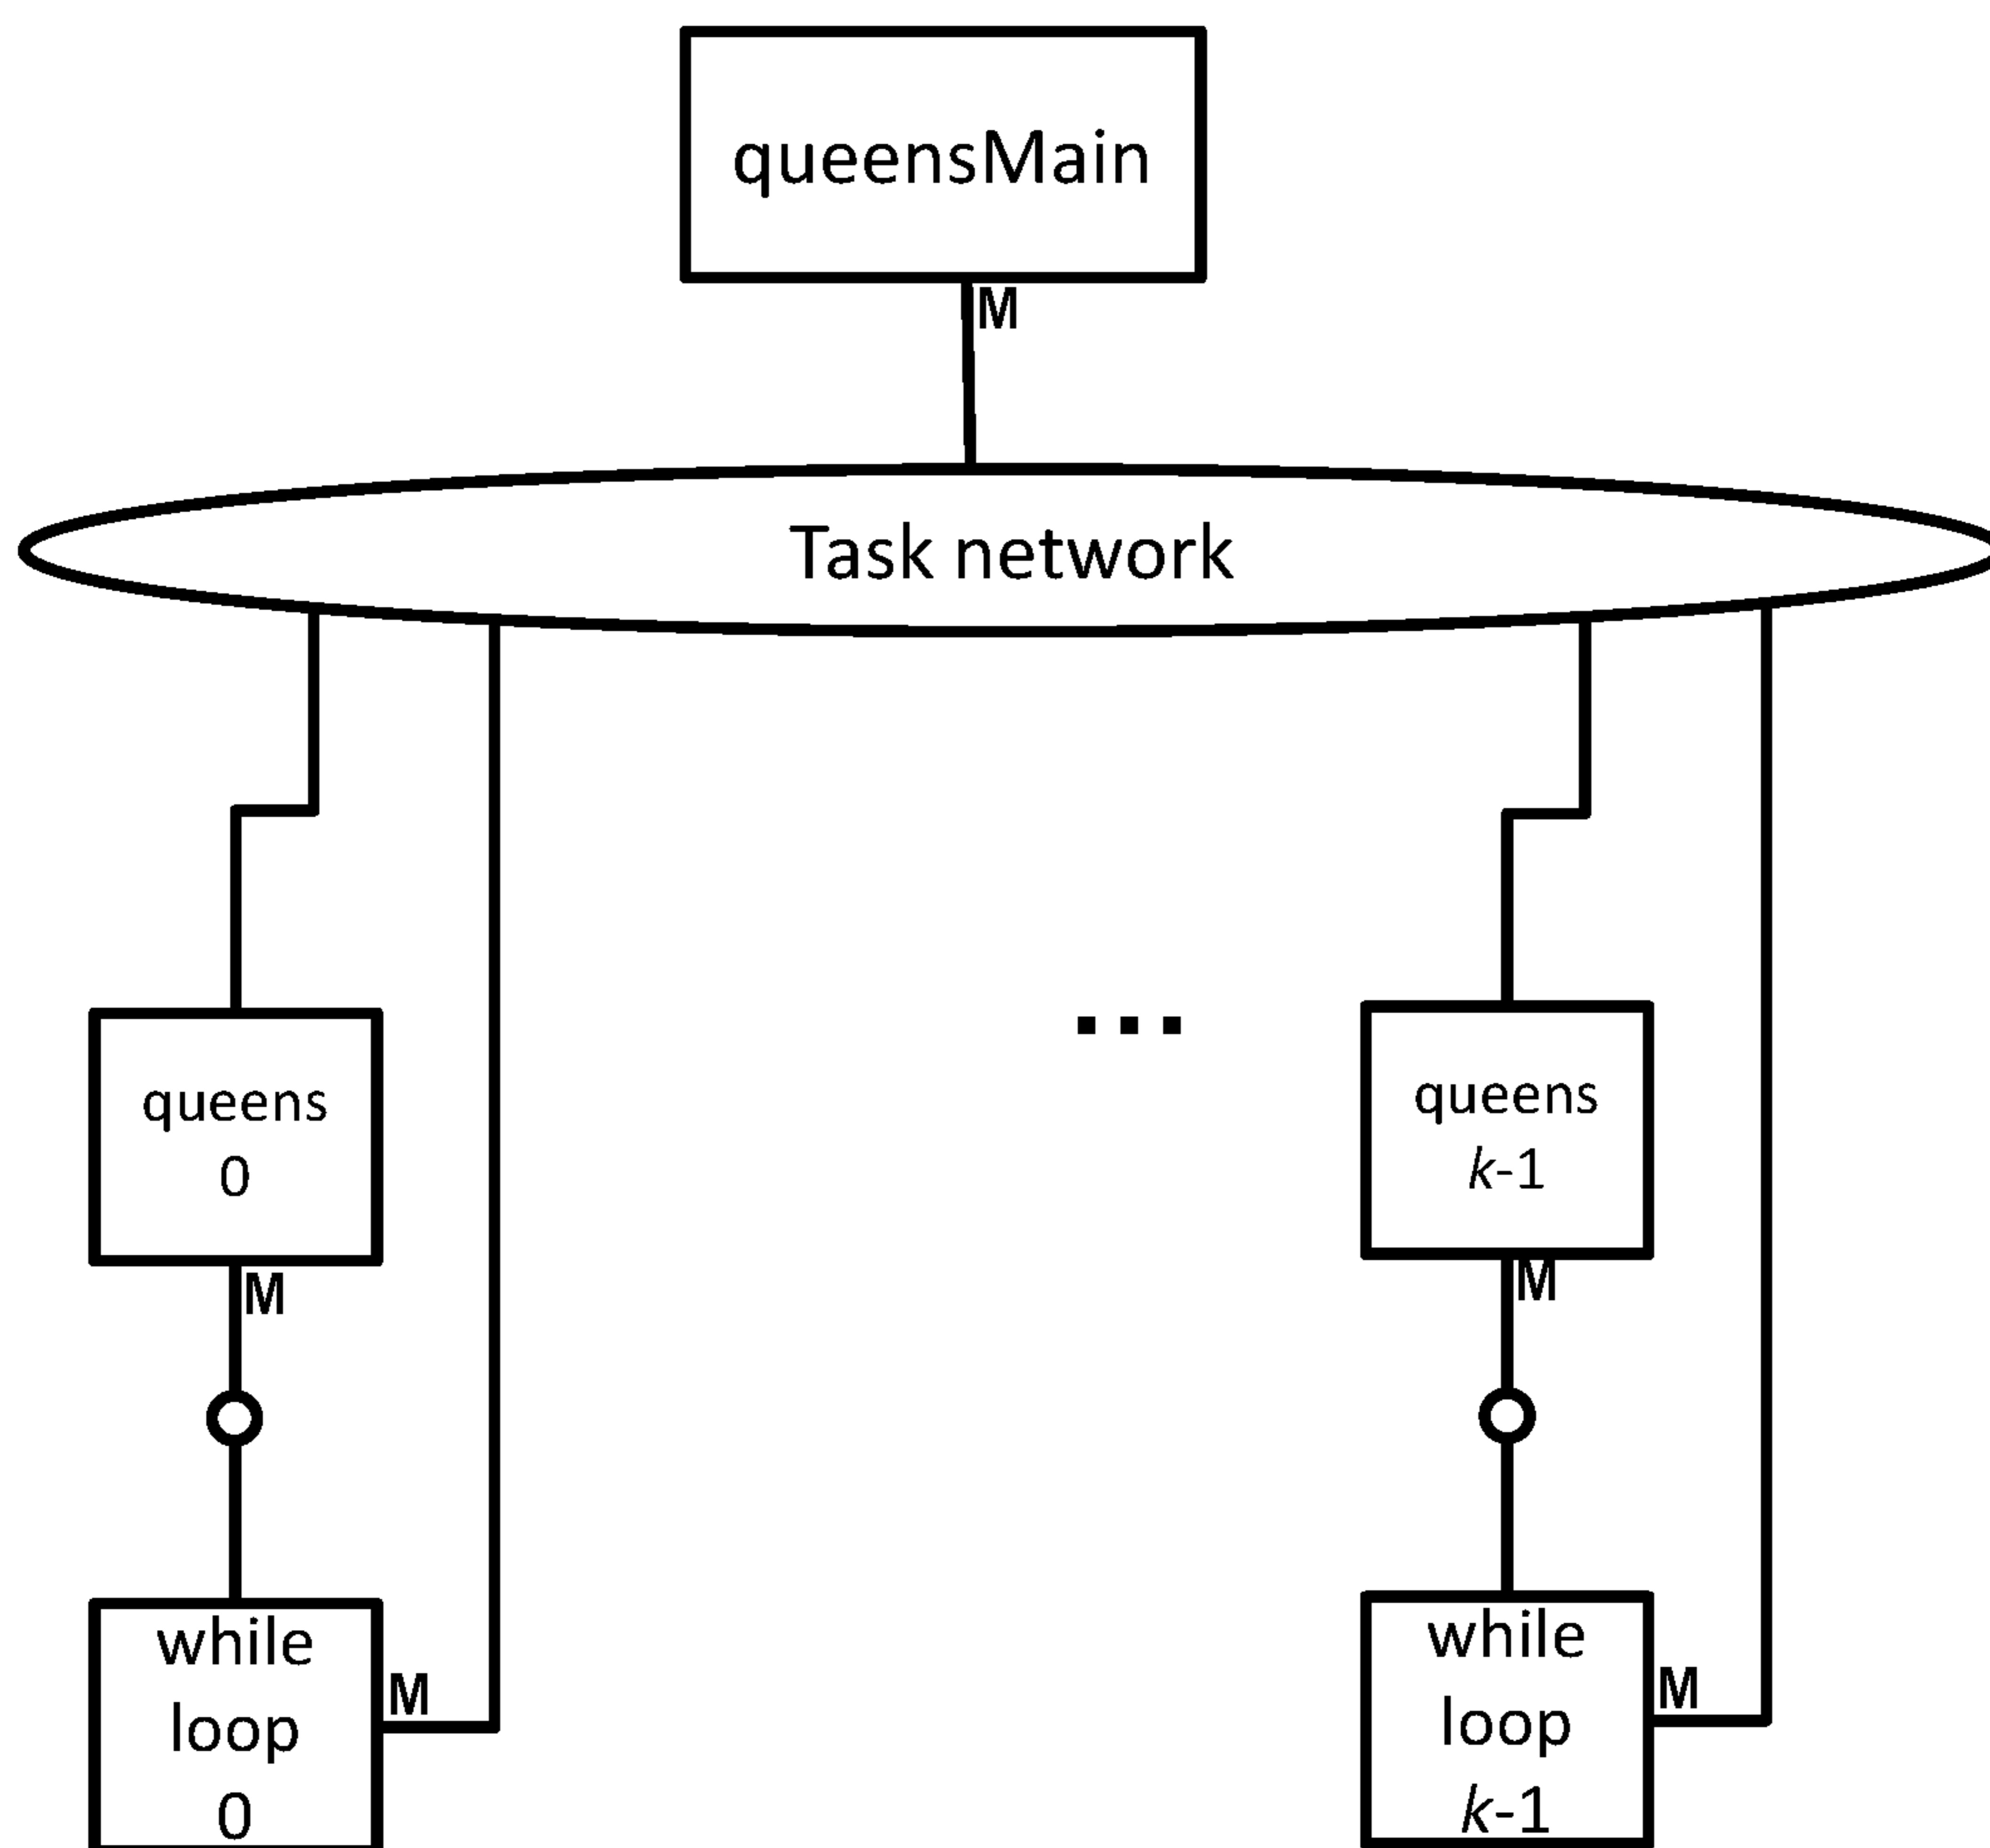 queensMain
M
Task network
...
queens
0
queens
k-1
M
M
while
loop
0
M
while
loop
k-1
M